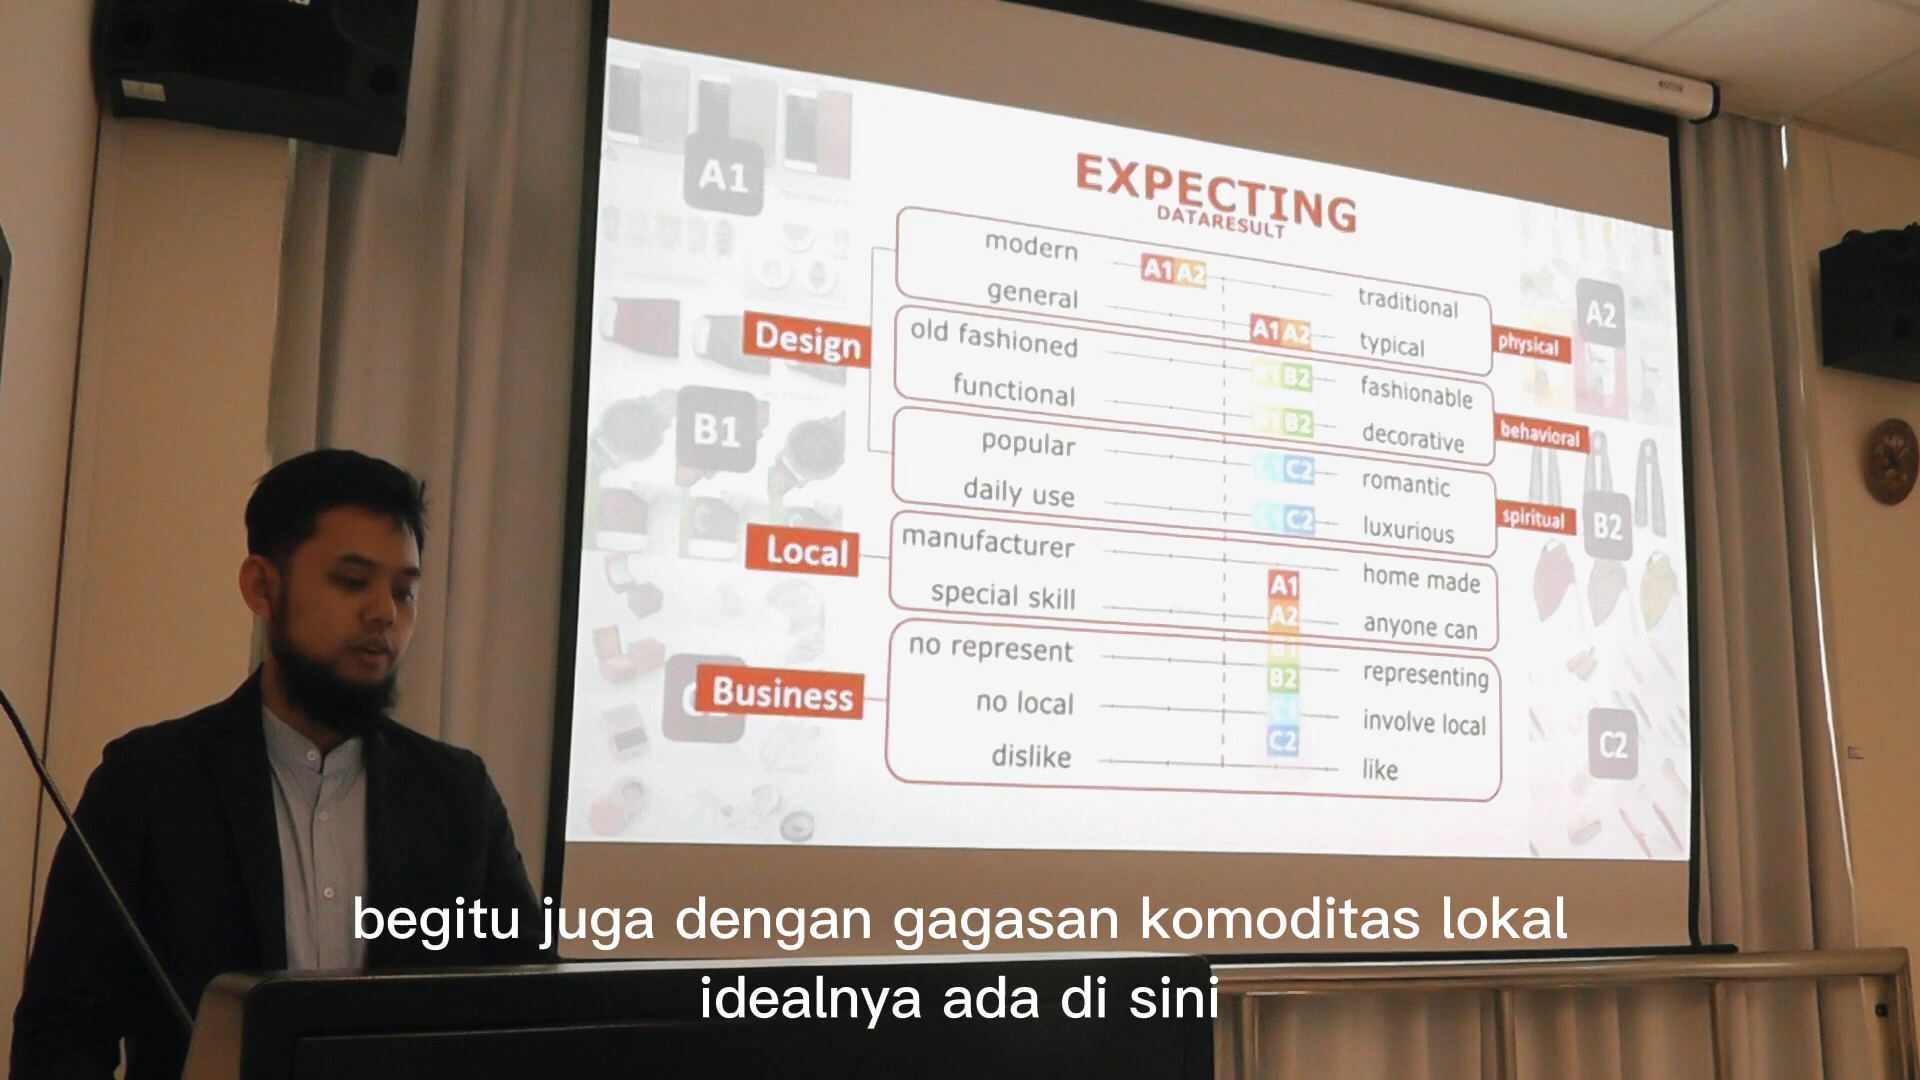 EXPECTING
DATARESULT
A1
A2
B1
B2
C2
Design
Local
Business
physical
behavioral
spiritual
modern A1 A2 traditional
general A1 A2 typical
old fashioned B1 B2 fashionable
functional B1 B2 decorative
popular C2 romantic
daily use C2 luxurious
manufacturer home made
special skill anyone can
no represent representing
no local involve local
dislike like
A1
A2
B1
B2
C2
begitu juga dengan gagasan komoditas lokal
idealnya ada di sini